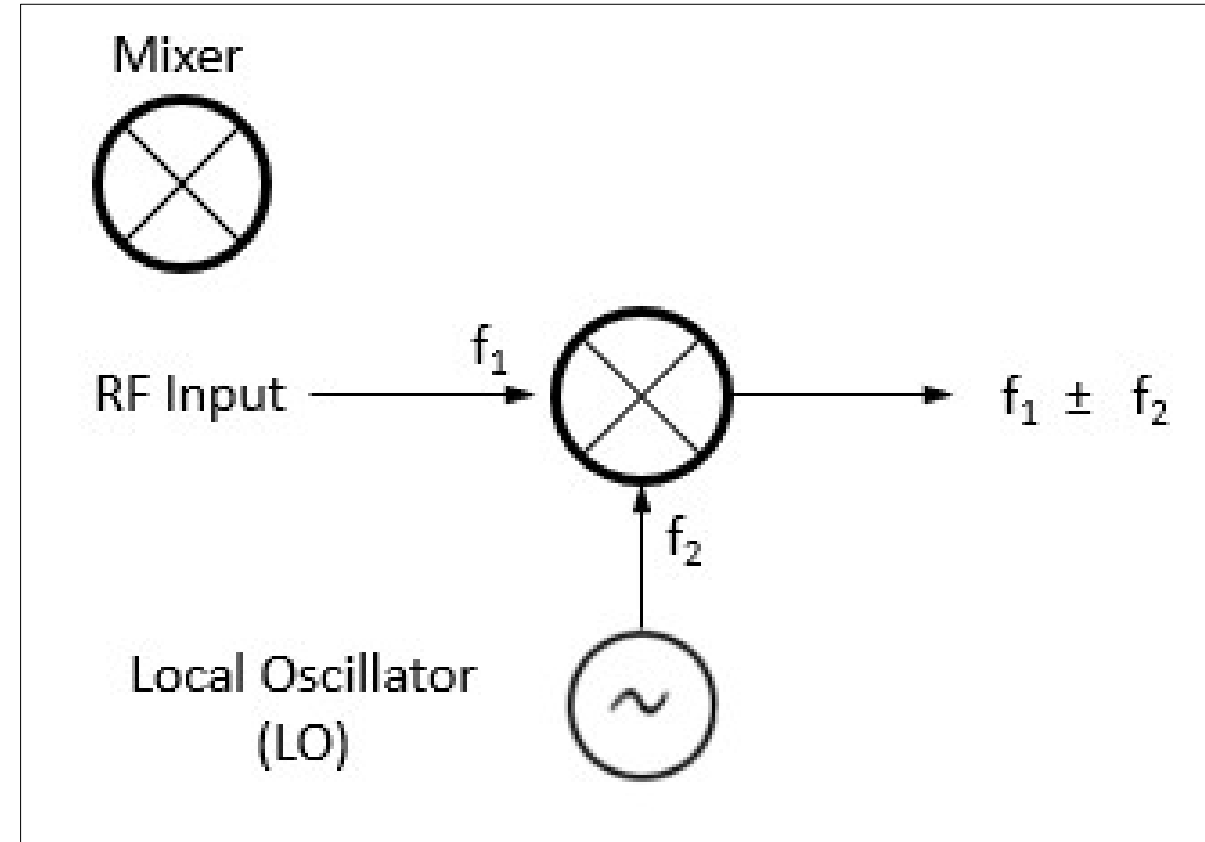 Mixer
f₁
RF Input
f₁ ± f₂
f₂
Local Oscillator
(LO)